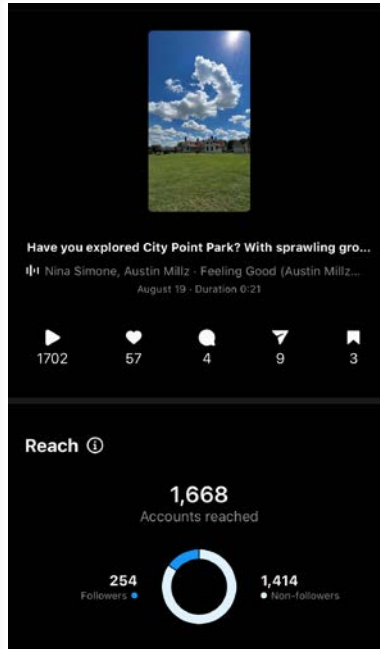 Have you explored City Point Park? With sprawling gro...
Nina Simone, Austin Millz · Feeling Good (Austin Millz...
August 19 · Duration 0:21
1702 57 4 9 3
Reach
1,668
Accounts reached
254 1,414
Followers Non-followers